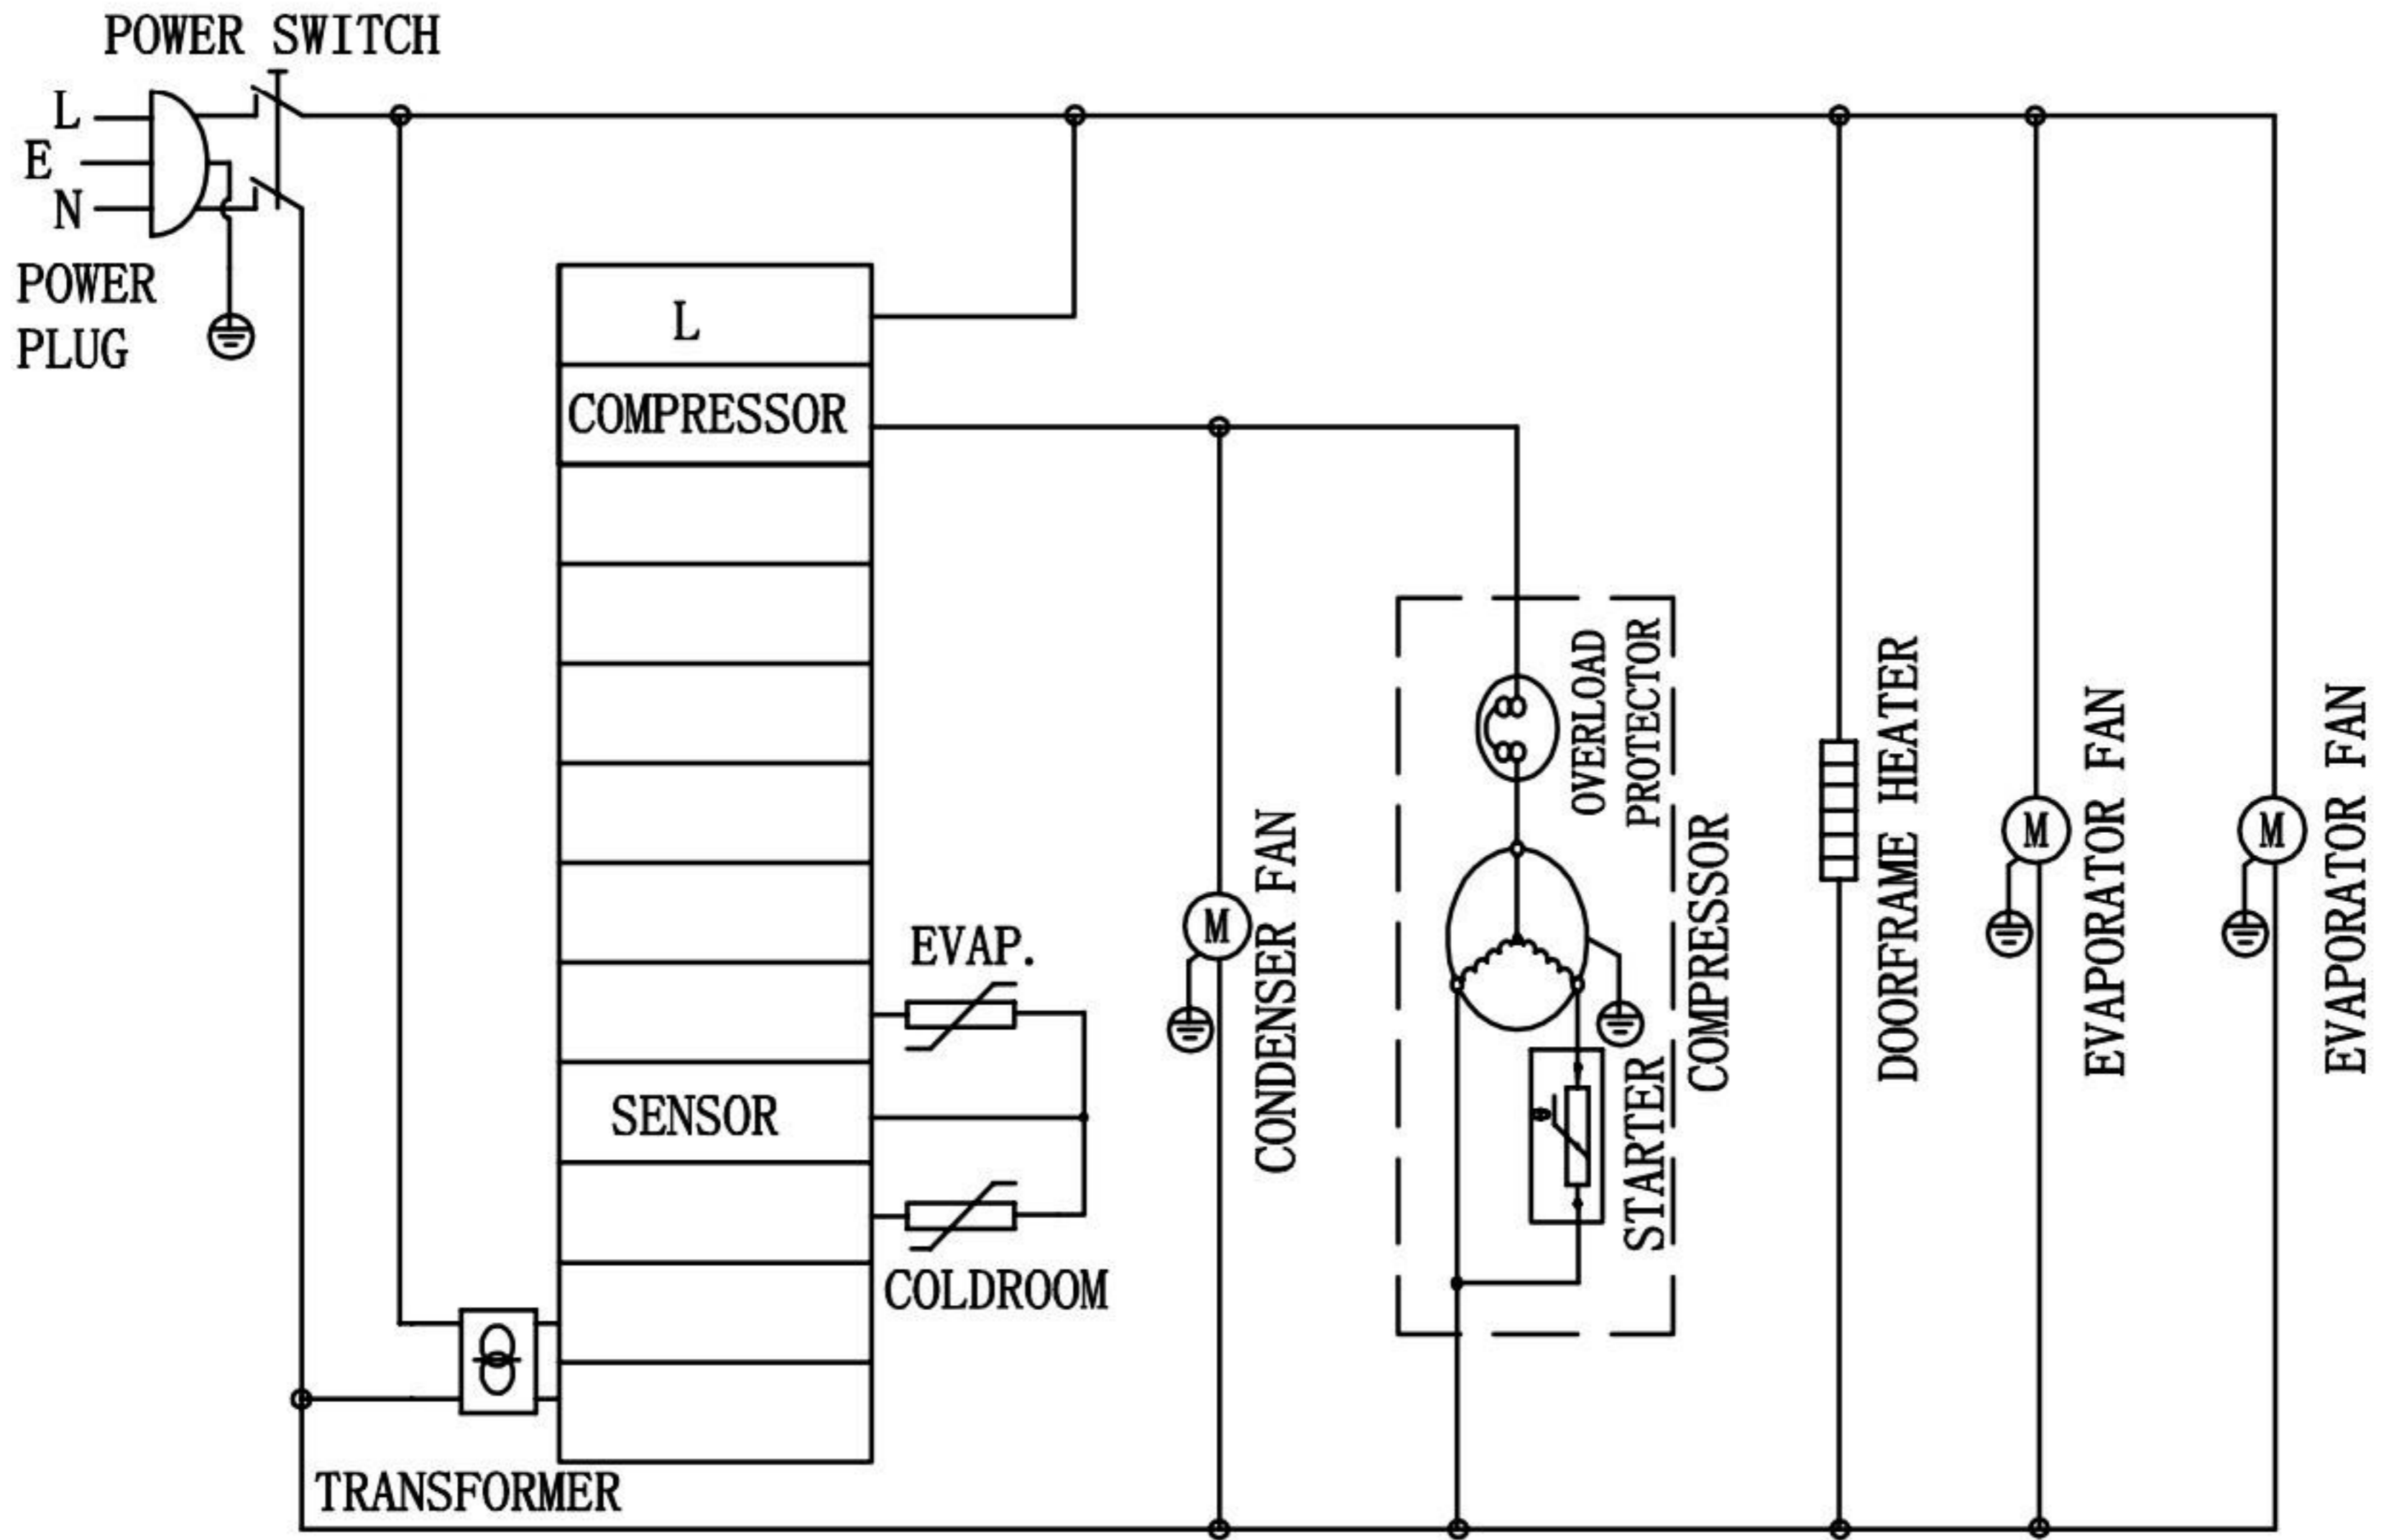 POWER SWITCH
L
E
N
POWER
PLUG
L
COMPRESSOR
SENSOR
EVAP.
COLDROOM
TRANSFORMER
CONDENSER FAN
M
OVERLOAD
PROTECTOR
COMPRESSOR
STARTER
θ
DOORFRAME HEATER
M
EVAPORATOR FAN
M
EVAPORATOR FAN